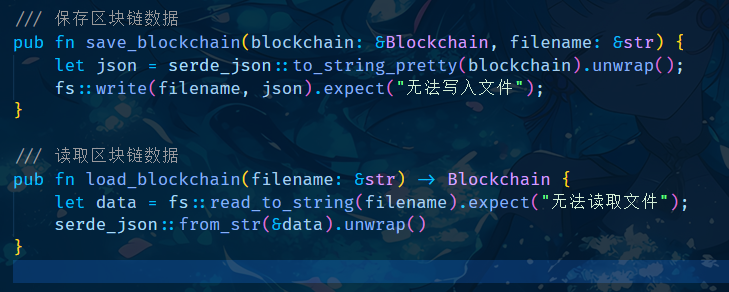 /// 保存区块链数据
pub fn save_blockchain(blockchain: &Blockchain, filename: &str) {
    let json = serde_json::to_string_pretty(blockchain).unwrap();
    fs::write(filename, json).expect("无法写入文件");
}

/// 读取区块链数据
pub fn load_blockchain(filename: &str) -> Blockchain {
    let data = fs::read_to_string(filename).expect("无法读取文件");
    serde_json::from_str(&data).unwrap()
}